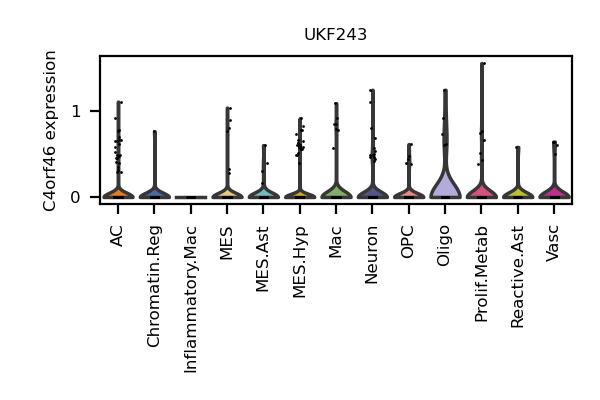 UKF243
C4orf46 expression
1
0
AC
Chromatin.Reg
Inflammatory.Mac
MES
MES.Ast
MES.Hyp
Mac
Neuron
OPC
Oligo
Prolif.Metab
Reactive.Ast
Vasc